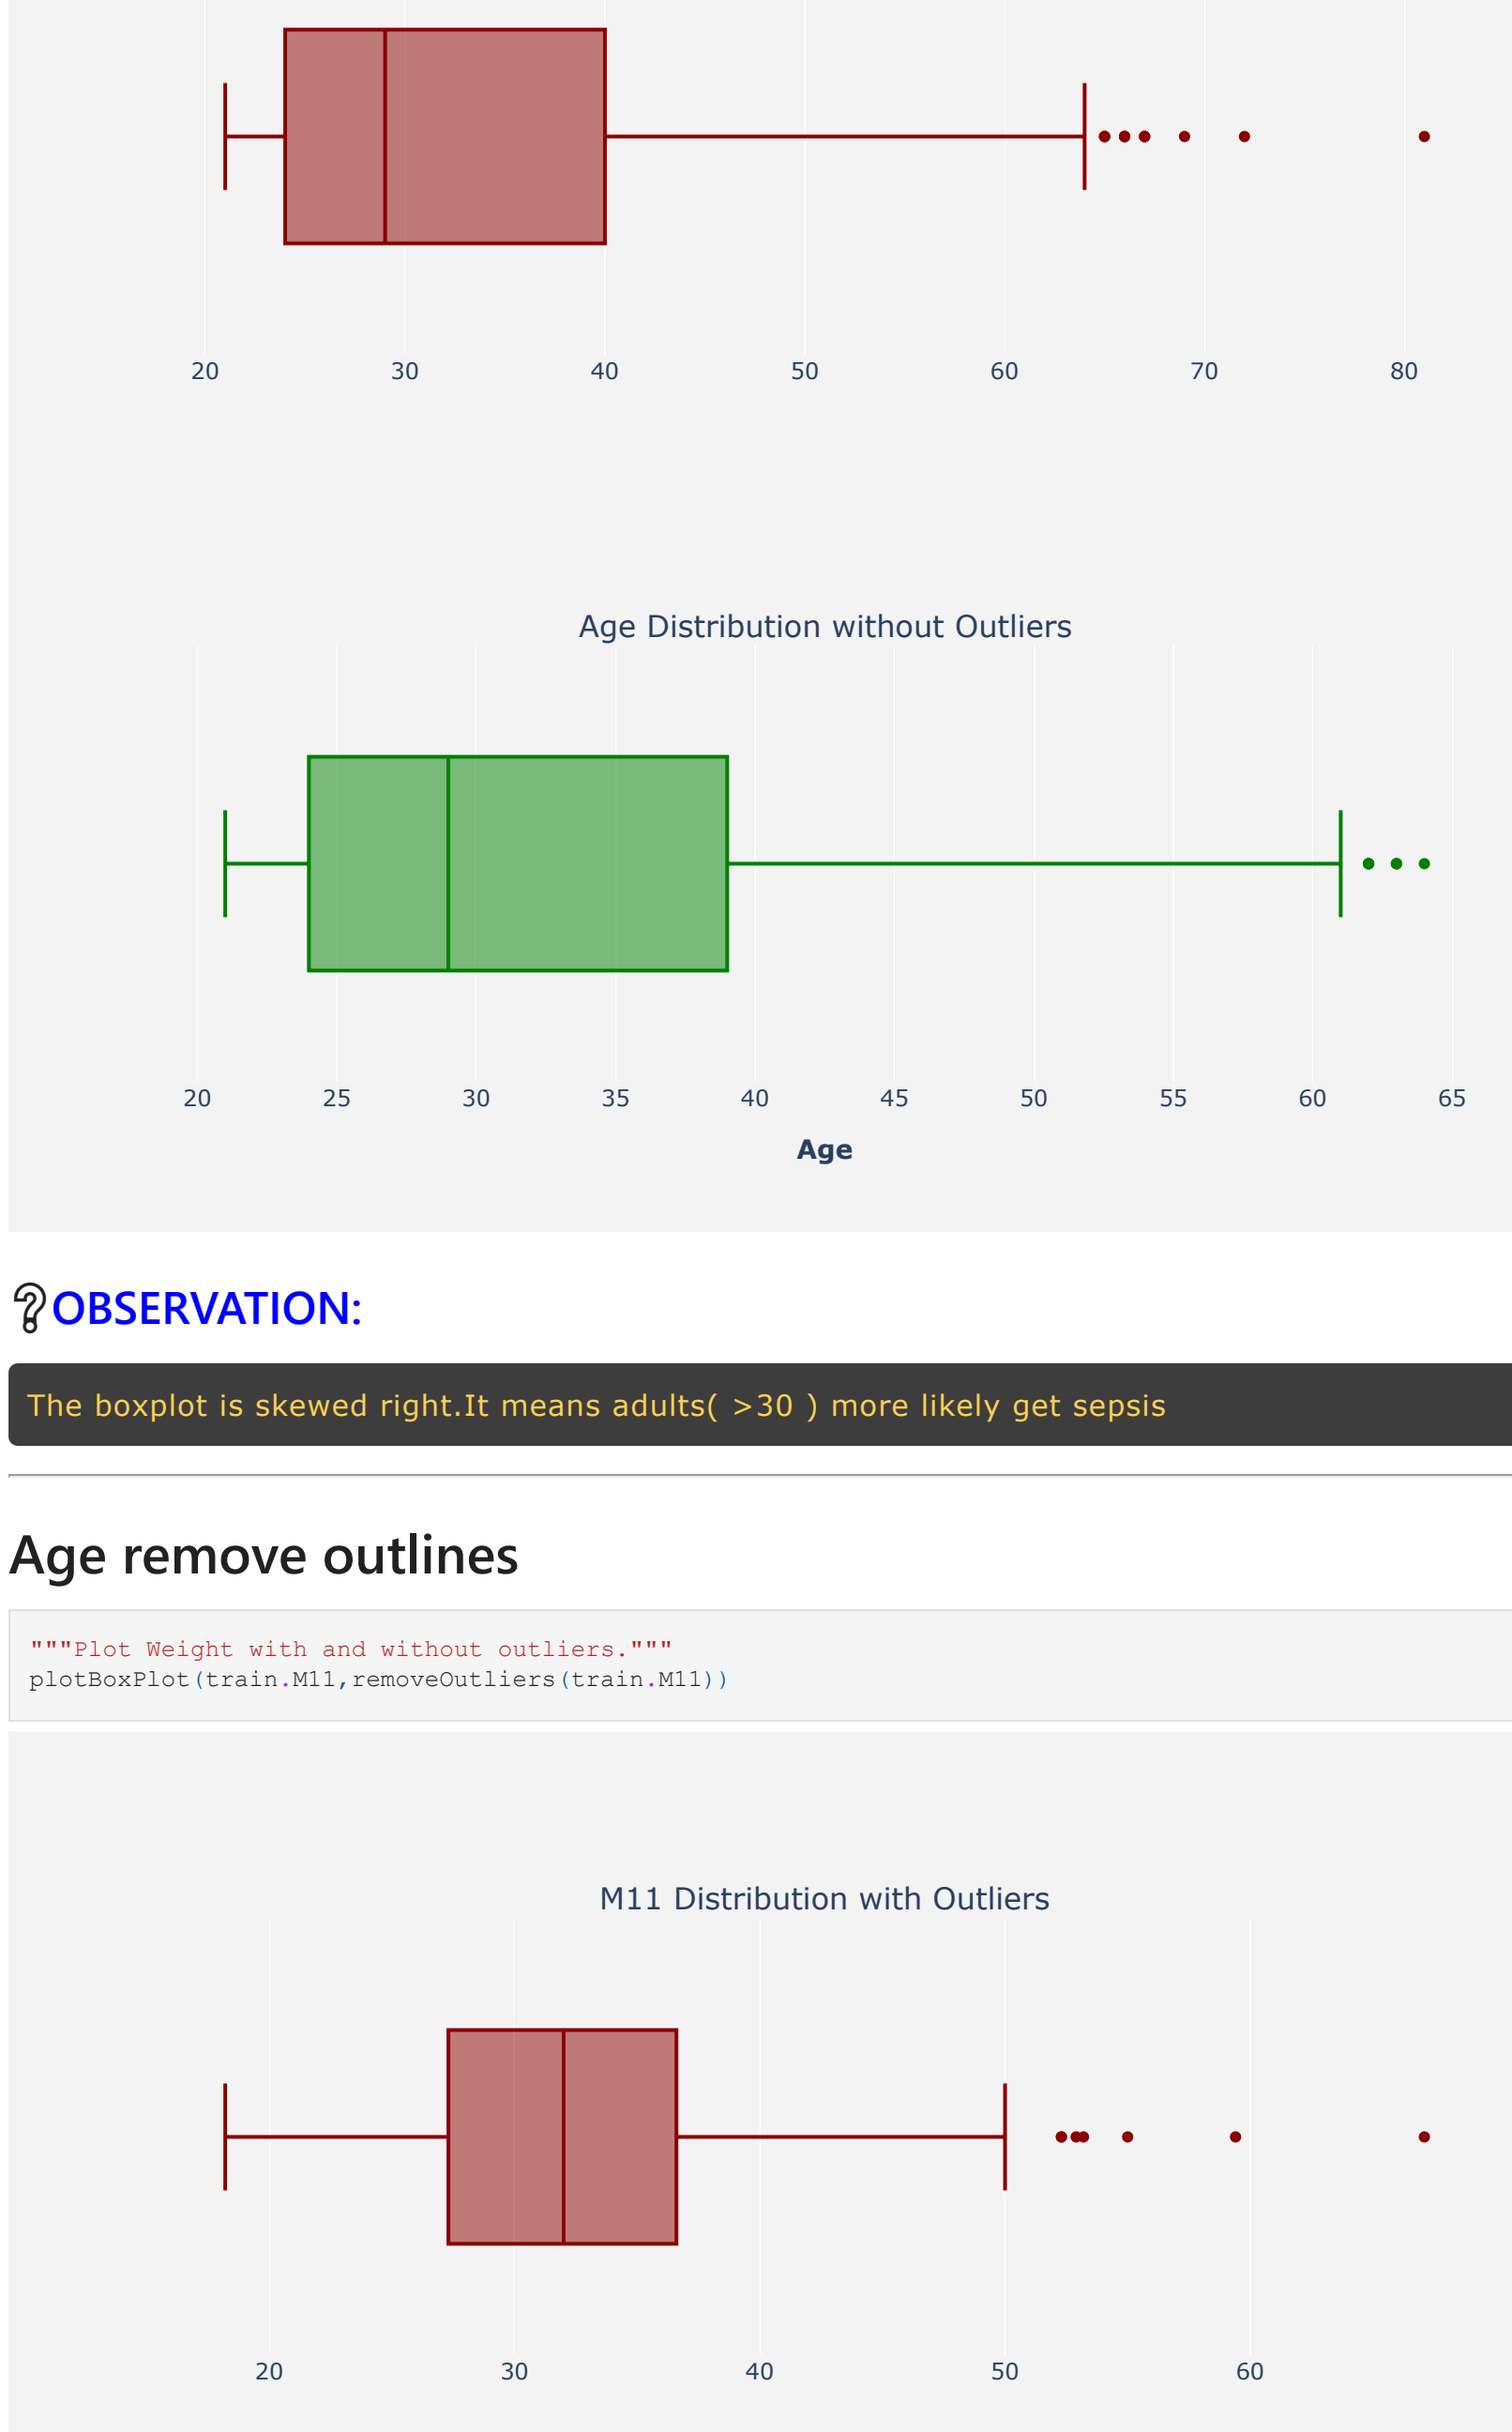 20 30 40 50 60 70 80
Age Distribution without Outliers
20 25 30 35 40 45 50 55 60 65
Age
❔OBSERVATION:
The boxplot is skewed right.It means adults( >30 ) more likely get sepsis
Age remove outlines
"""Plot Weight with and without outliers."""
plotBoxPlot(train.M11,removeOutliers(train.M11))
M11 Distribution with Outliers
20 30 40 50 60